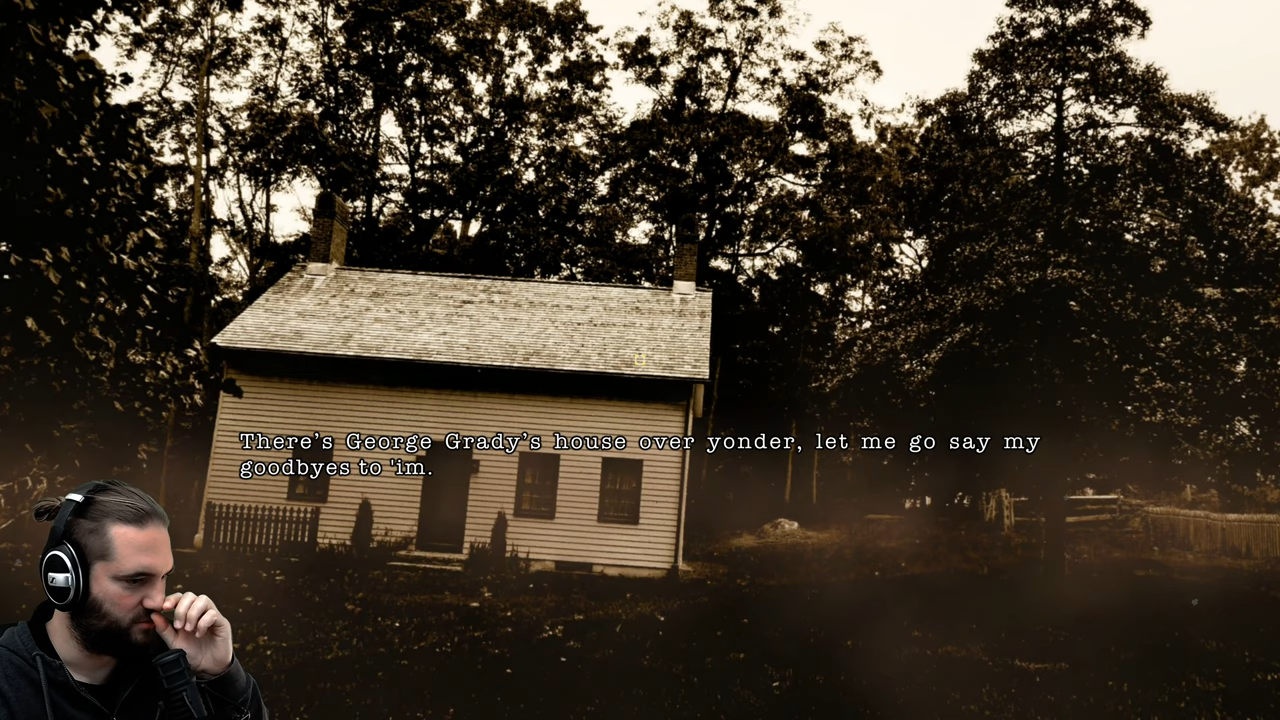 There's George Grady's house over yonder, let me go say my
goodbyes to 'im.